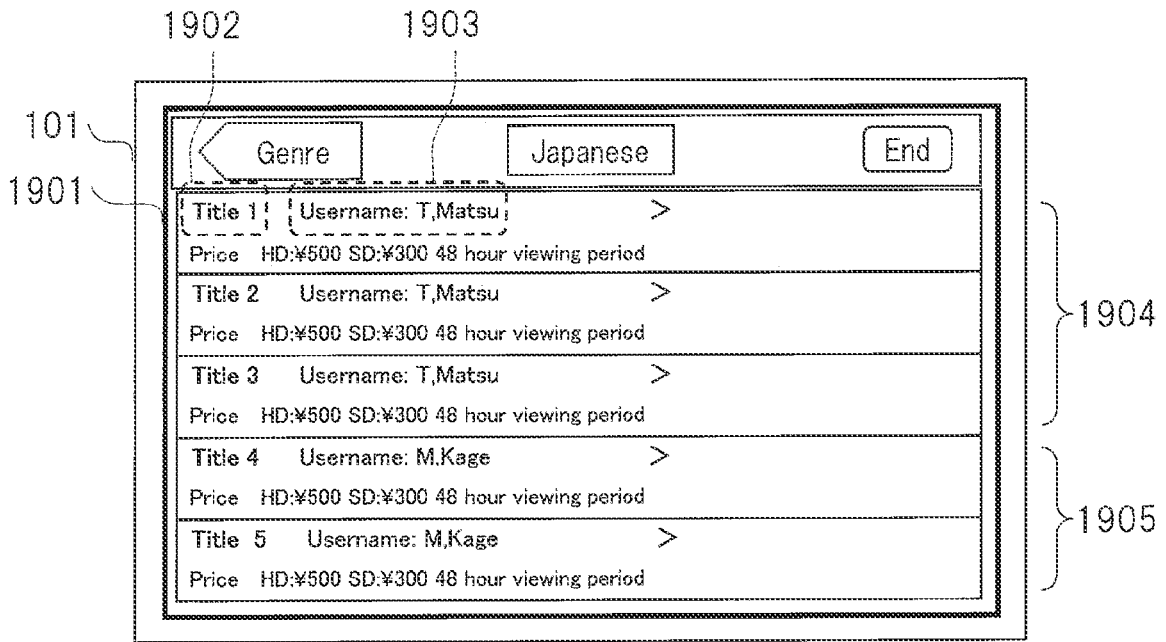 1902 1903
101
Genre Japanese End
1901
Title 1 Username: T,Matsu >
Price HD:¥500 SD:¥300 48 hour viewing period
Title 2 Username: T,Matsu >
1904
Price HD:¥500 SD:¥300 48 hour viewing period
Title 3 Username: T,Matsu >
Price HD:¥500 SD:¥300 48 hour viewing period
Title 4 Username: M,Kage >
Price HD:¥500 SD:¥300 48 hour viewing period
1905
Title 5 Username: M,Kage >
Price HD:¥500 SD:¥300 48 hour viewing period